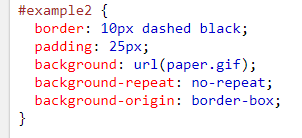 #example2 {
  border: 10px dashed black;
  padding: 25px;
  background: url(paper.gif);
  background-repeat: no-repeat;
  background-origin: border-box;
}